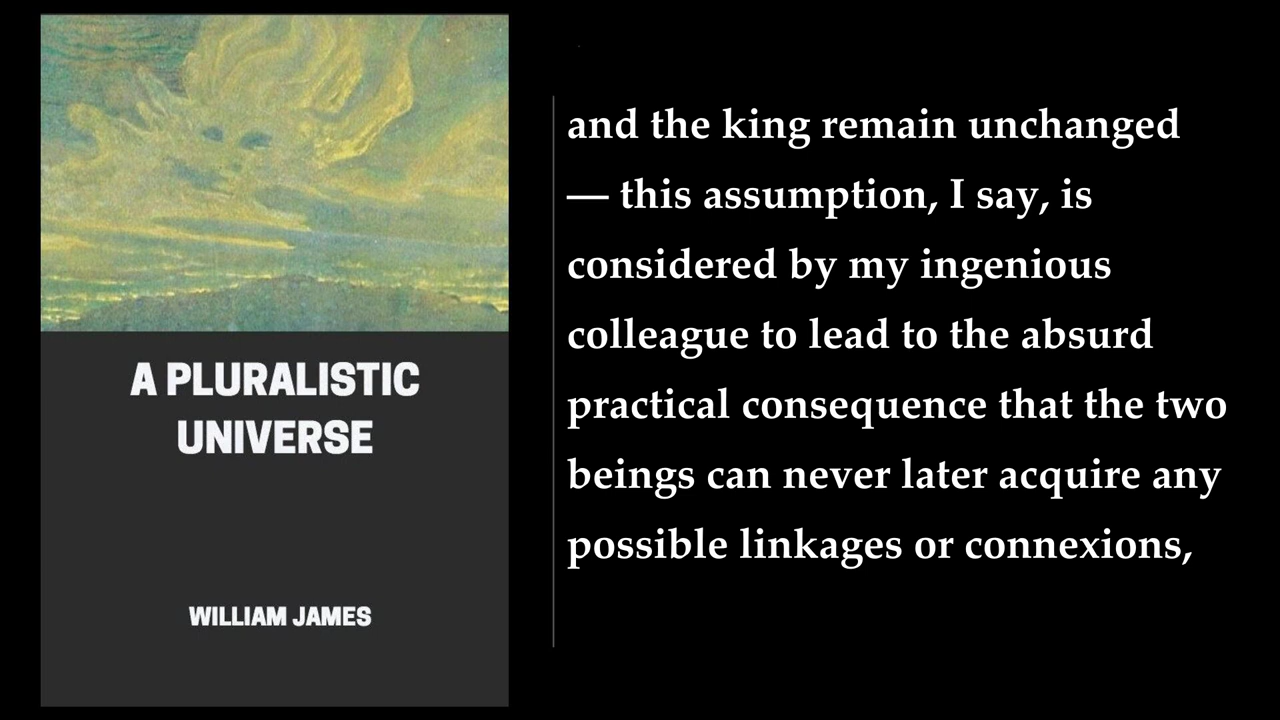 A PLURALISTIC
UNIVERSE
WILLIAM JAMES
and the king remain unchanged
— this assumption, I say, is
considered by my ingenious
colleague to lead to the absurd
practical consequence that the two
beings can never later acquire any
possible linkages or connexions,